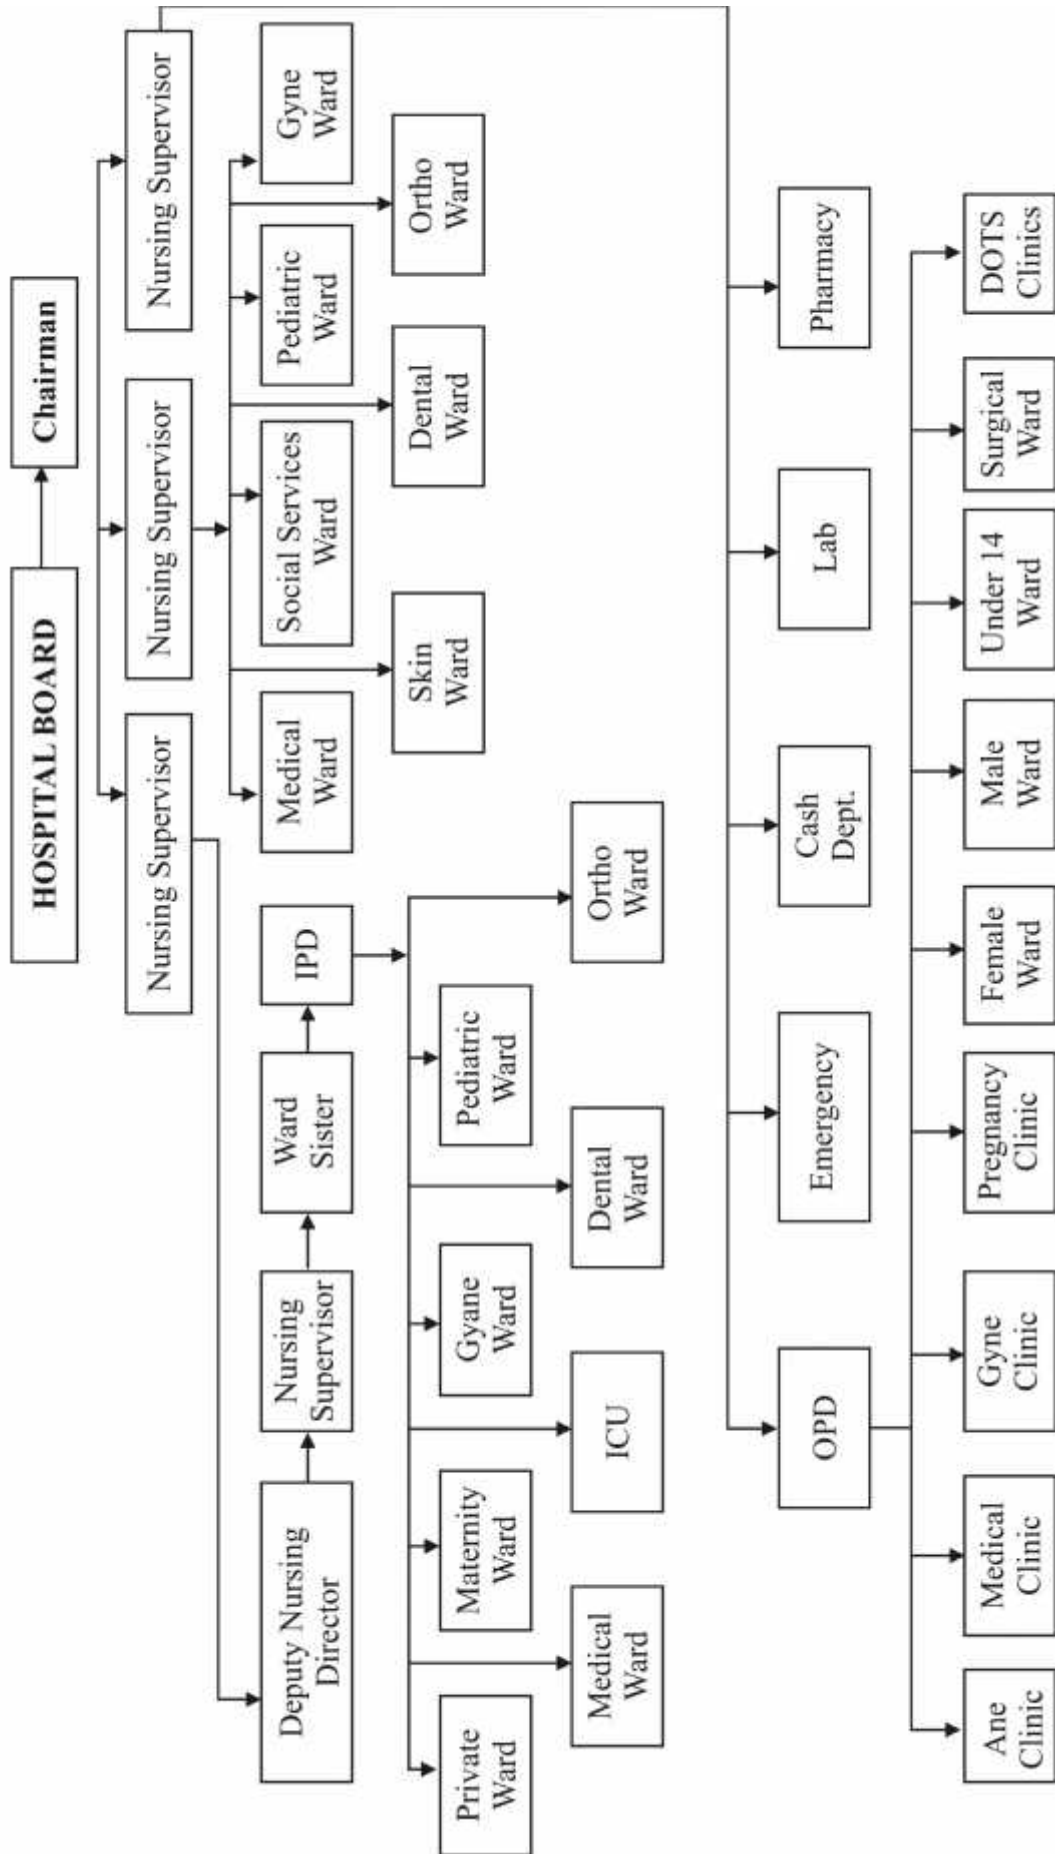 HOSPITAL BOARD
Chairman
Nursing Supervisor
Nursing Supervisor
Nursing Supervisor
Deputy Nursing
Director
Nursing
Supervisor
Ward
Sister
IPD
Medical
Ward
Social Services
Ward
Pediatric
Ward
Gyne
Ward
Skin
Ward
Dental
Ward
Ortho
Ward
Private
Ward
Maternity
Ward
Gyane
Ward
Pediatric
Ward
Medical
Ward
ICU
Dental
Ward
Ortho
Ward
OPD
Emergency
Cash
Dept.
Lab
Pharmacy
Ane
Clinic
Medical
Clinic
Gyne
Clinic
Pregnancy
Clinic
Female
Ward
Male
Ward
Under 14
Ward
Surgical
Ward
DOTS
Clinics